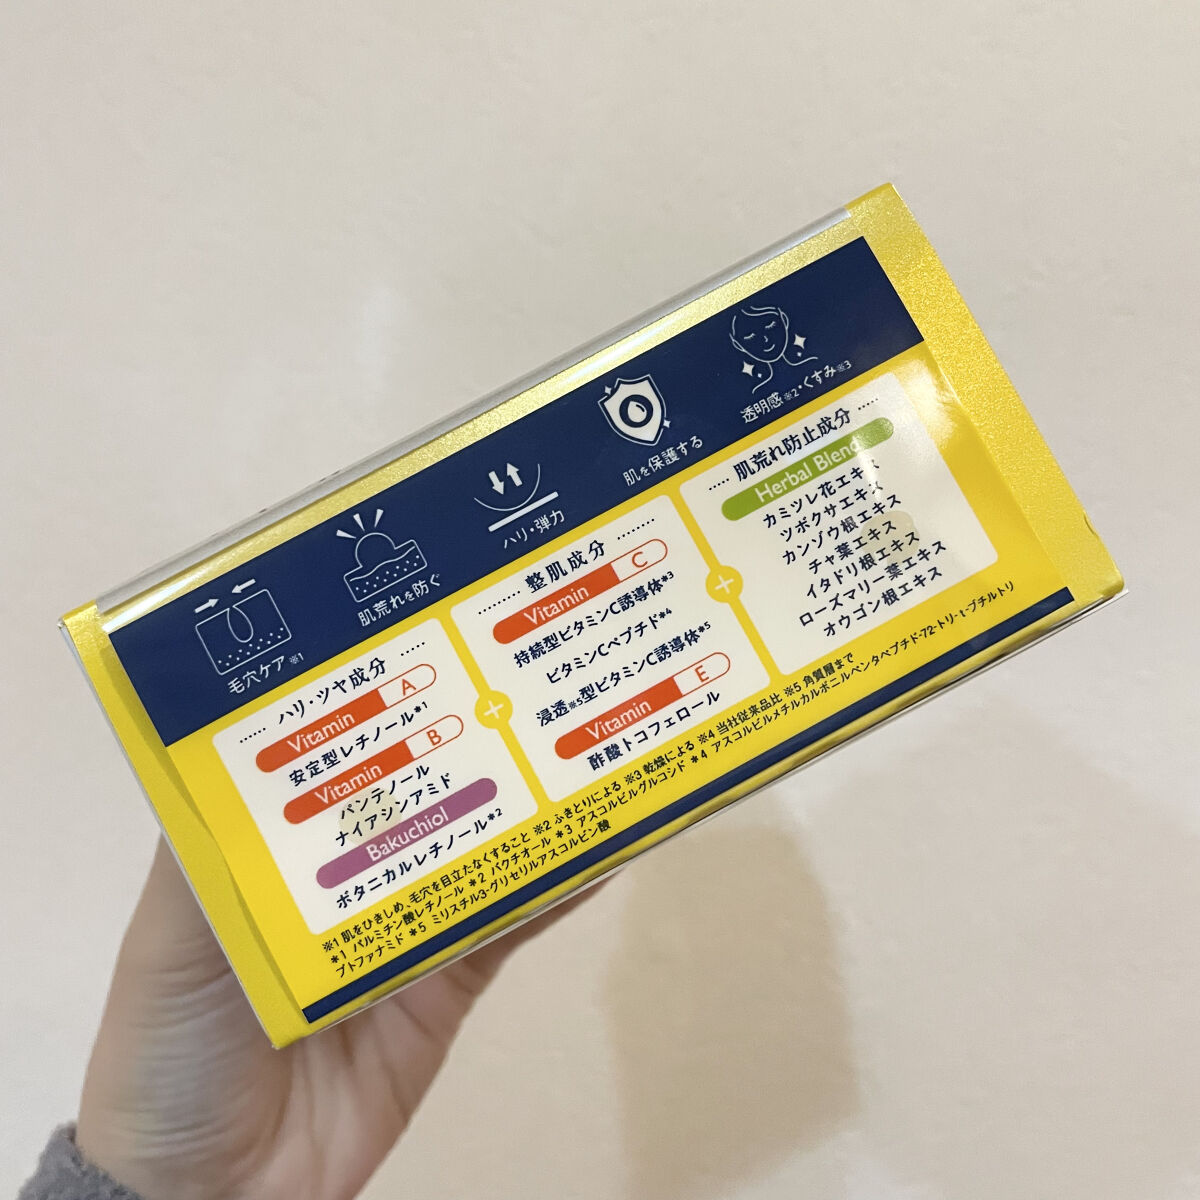 毛穴ケア※1
肌荒れを防ぐ
ハリ・弾力
肌を保護する
透明感※2・くすみ※3
ハリ・ツヤ成分
Vitamin A
安定型レチノール*1
Vitamin B
パンテノール
ナイアシンアミド
Bakuchiol
ボタニカルレチノール*2
+
整肌成分
Vitamin C
持続型ビタミンC誘導体*3
ビタミンCペプチド*4
浸透※5型ビタミンC誘導体*5
Vitamin E
酢酸トコフェロール
+
肌荒れ防止成分
Herbal Blend
カミツレ花エキス
ツボクサエキス
カンゾウ根エキス
チャ葉エキス
イタドリ根エキス
ローズマリー葉エキス
オウゴン根エキス
※1 肌をひきしめ、毛穴を目立たなくすること ※2 ふきとりによる ※3 乾燥による ※4 当社従来品比 ※5 角質層まで
*1 パルミチン酸レチノール *2 バクチオール *3 アスコルビルグルコシド *4 アスコルビルメチルカルボニルペンタペプチド-72-トリ-t-ブチルトリ
プトファナミド *5 ミリスチル3-グリセリルアスコルビン酸